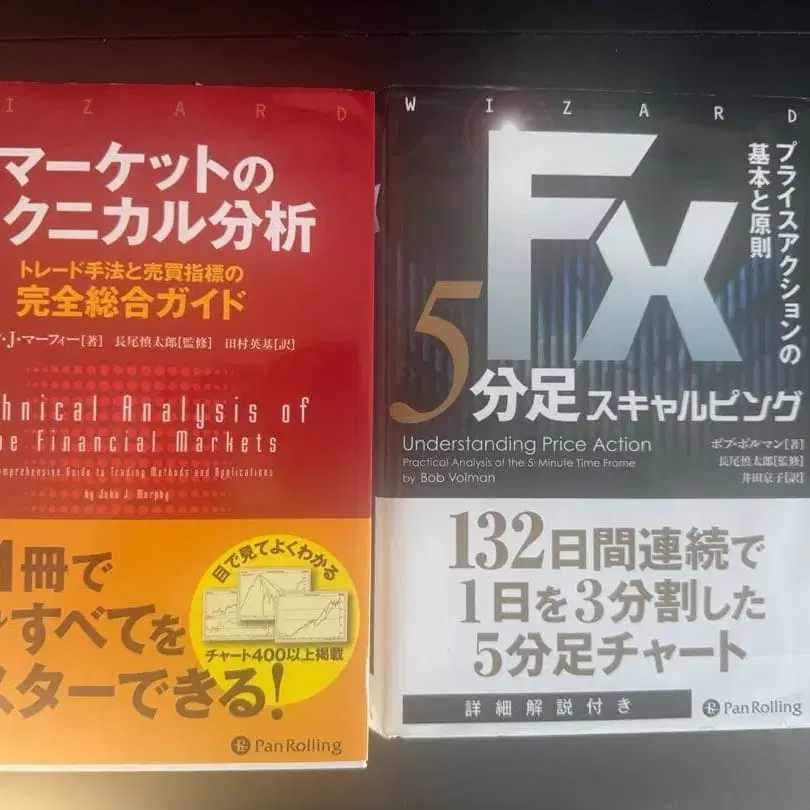 I Z A R D
マーケットの
クニカル分析
トレード手法と売買指標の
完全総合ガイド
・J・マーフィー[著] 長尾慎太郎[監修] 田村英基[訳]
hnical Analysis of
he Financial Markets
omprehensive Guide to Trading Methods and Applications
by John J. Murphy
1冊で
すべてを
スターできる!
目で見てよくわかる
チャート400以上掲載
PanRolling
W I Z A R D
FX
プライスアクションの
基本と原則
5分足スキャルピング
Understanding Price Action
Practical Analysis of the 5-Minute Time Frame
by Bob Volman
ボブ・ボルマン[著]
長尾慎太郎[監修]
井田京子[訳]
132日間連続で
1日を3分割した
5分足チャート
詳細解説付き
PanRolling